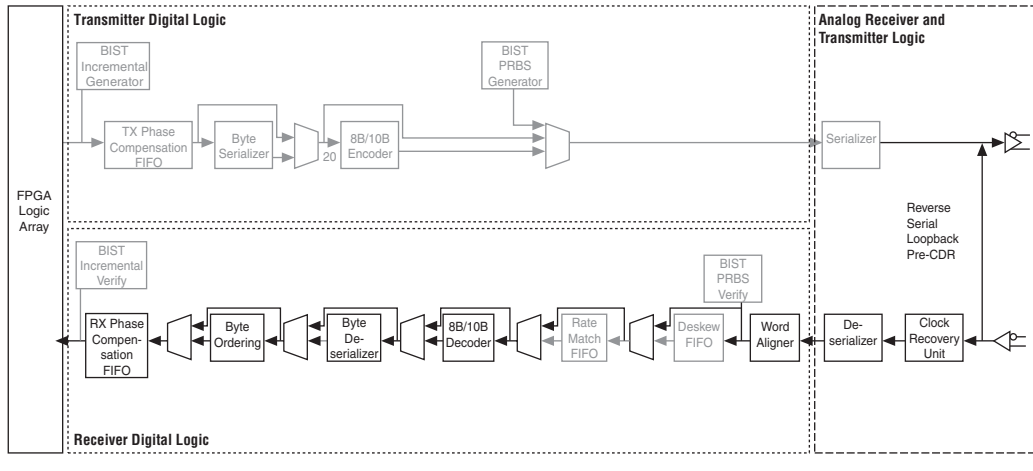 Transmitter Digital Logic
Analog Receiver and
Transmitter Logic
BIST
Incremental
Generator
BIST
PRBS
Generator
TX Phase
Compensation
FIFO
Byte
Serializer
20
8B/10B
Encoder
Serializer
FPGA
Logic
Array
Reverse
Serial
Loopback
Pre-CDR
BIST
Incremental
Verify
BIST
PRBS
Verify
RX Phase
Compen-
sation
FIFO
Byte
Ordering
Byte
De-
serializer
8B/10B
Decoder
Rate
Match
FIFO
Deskew
FIFO
Word
Aligner
De-
serializer
Clock
Recovery
Unit
Receiver Digital Logic